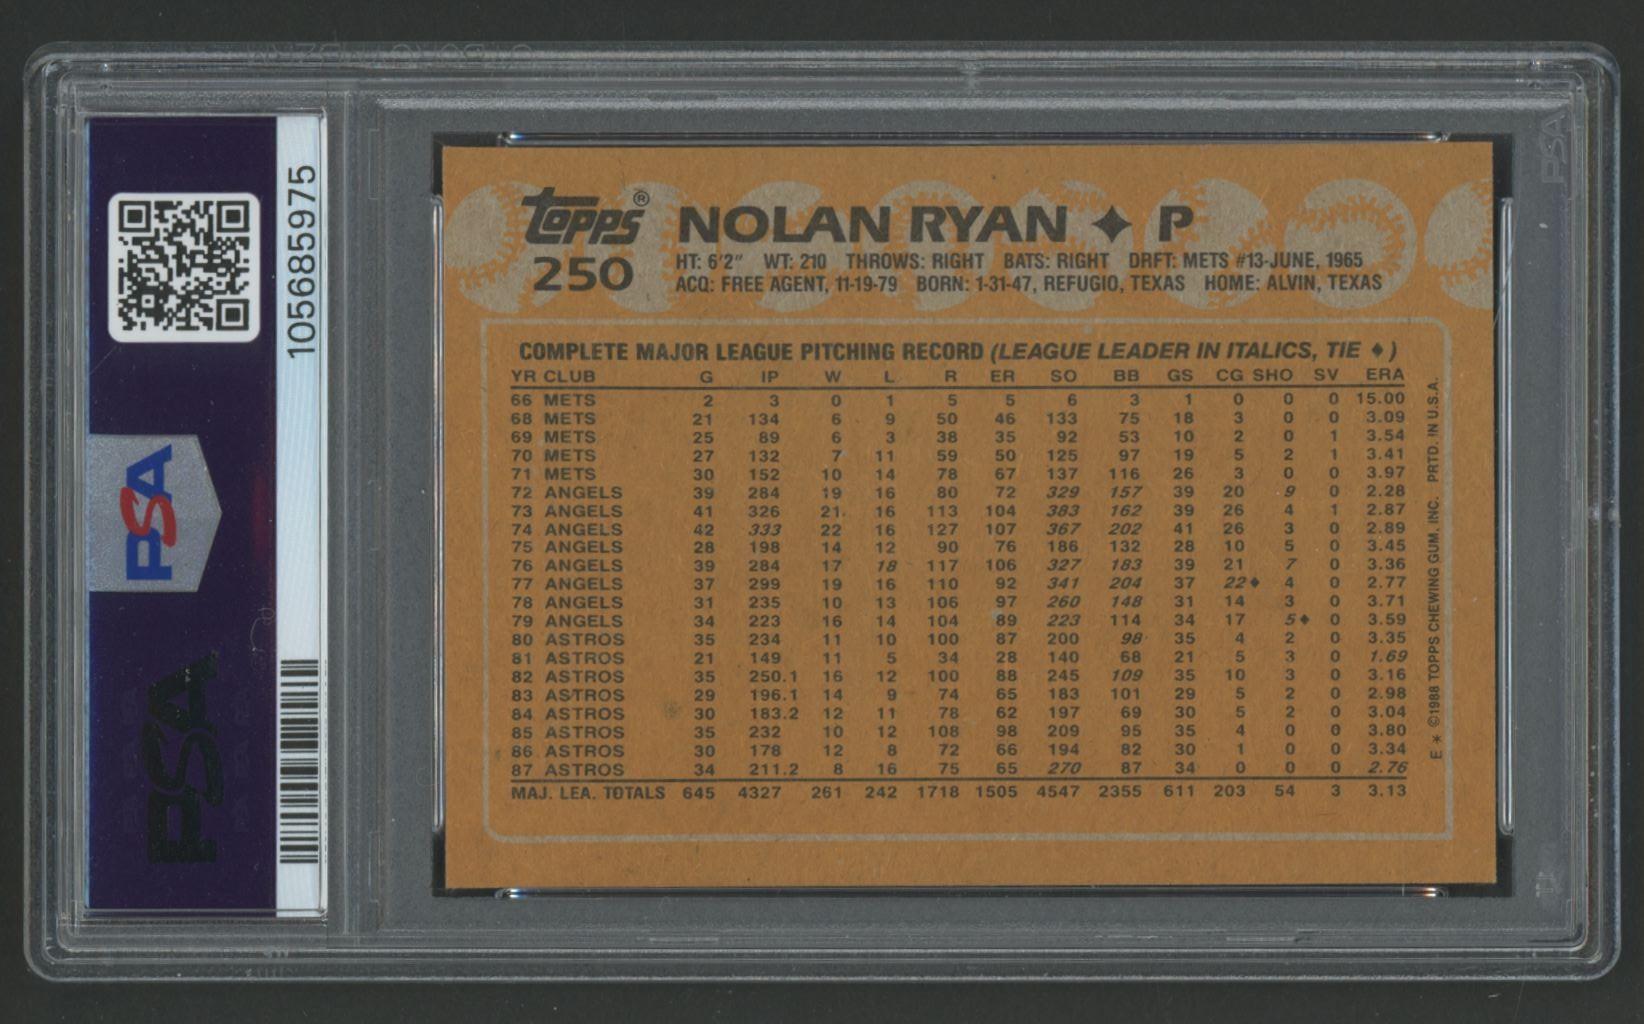 105685975
PSA
PSA
PSA
Topps®
250
NOLAN RYAN ✦ P
HT: 6'2" WT: 210 THROWS: RIGHT BATS: RIGHT DRFT: METS #13-JUNE, 1965
ACQ: FREE AGENT, 11-19-79 BORN: 1-31-47, REFUGIO, TEXAS HOME: ALVIN, TEXAS
COMPLETE MAJOR LEAGUE PITCHING RECORD (LEAGUE LEADER IN ITALICS, TIE ♦)
YR CLUB G IP W L R ER SO BB GS CG SHO SV ERA
66 METS 2 3 0 1 5 5 6 3 1 0 0 0 15.00
68 METS 21 134 6 9 50 46 133 75 18 3 0 0 3.09
69 METS 25 89 6 3 38 35 92 53 10 2 0 1 3.54
70 METS 27 132 7 11 59 50 125 97 19 5 2 1 3.41
71 METS 30 152 10 14 78 67 137 116 26 3 0 0 3.97
72 ANGELS 39 284 19 16 80 72 329 157 39 20 9 0 2.28
73 ANGELS 41 326 21 16 113 104 383 162 39 26 4 1 2.87
74 ANGELS 42 333 22 16 127 107 367 202 41 26 3 0 2.89
75 ANGELS 28 198 14 12 90 76 186 132 28 10 5 0 3.45
76 ANGELS 39 284 17 18 117 106 327 183 39 21 7 0 3.36
77 ANGELS 37 299 19 16 110 92 341 204 37 22♦ 4 0 2.77
78 ANGELS 31 235 10 13 106 97 260 148 31 14 3 0 3.71
79 ANGELS 34 223 16 14 104 89 223 114 34 17 5♦ 0 3.59
80 ASTROS 35 234 11 10 100 87 200 98 35 4 2 0 3.35
81 ASTROS 21 149 11 5 34 28 140 68 21 5 3 0 1.69
82 ASTROS 35 250.1 16 12 100 88 245 109 35 10 3 0 3.16
83 ASTROS 29 196.1 14 9 74 65 183 101 29 5 2 0 2.98
84 ASTROS 30 183.2 12 11 78 62 197 69 30 5 2 0 3.04
85 ASTROS 35 232 10 12 108 98 209 95 35 4 0 0 3.80
86 ASTROS 30 178 12 8 72 66 194 82 30 1 0 0 3.34
87 ASTROS 34 211.2 8 16 75 65 270 87 34 0 0 0 2.76
MAJ. LEA. TOTALS 645 4327 261 242 1718 1505 4547 2355 611 203 54 3 3.13
E * ©1988 TOPPS CHEWING GUM. INC. PRTD. IN U.S.A.
PSA